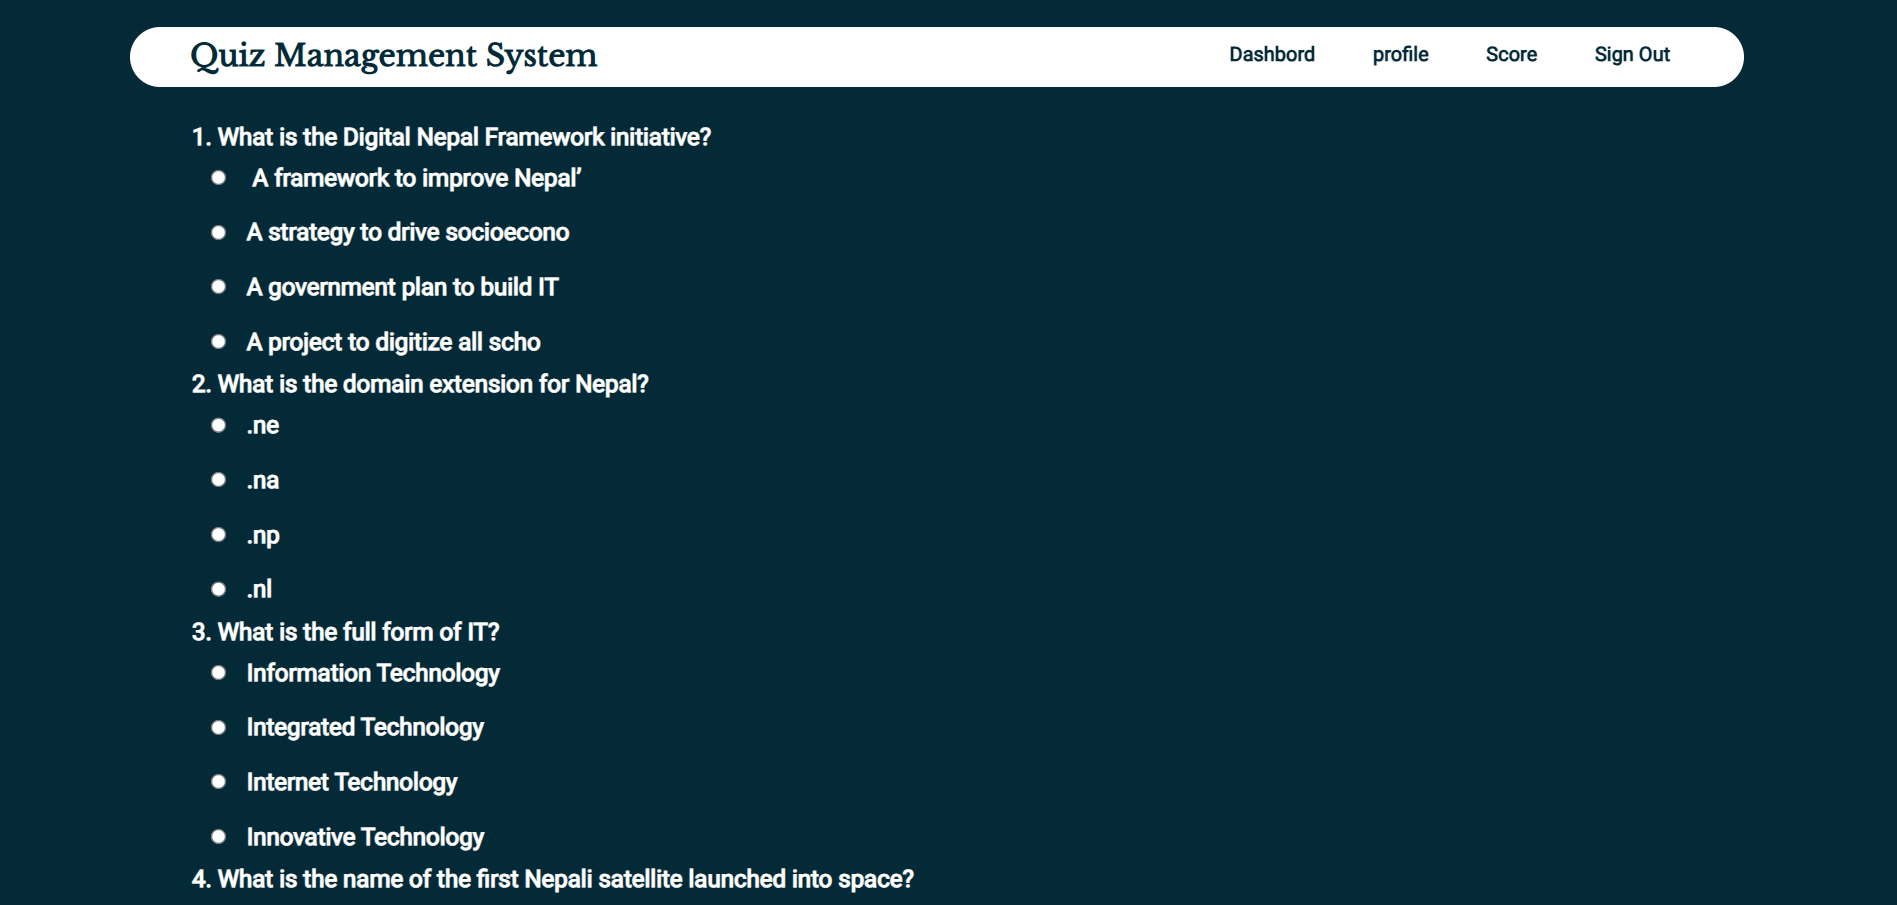 Quiz Management System
Dashbord profile Score Sign Out
1. What is the Digital Nepal Framework initiative?
A framework to improve Nepal’
A strategy to drive socioecono
A government plan to build IT
A project to digitize all scho
2. What is the domain extension for Nepal?
.ne
.na
.np
.nl
3. What is the full form of IT?
Information Technology
Integrated Technology
Internet Technology
Innovative Technology
4. What is the name of the first Nepali satellite launched into space?